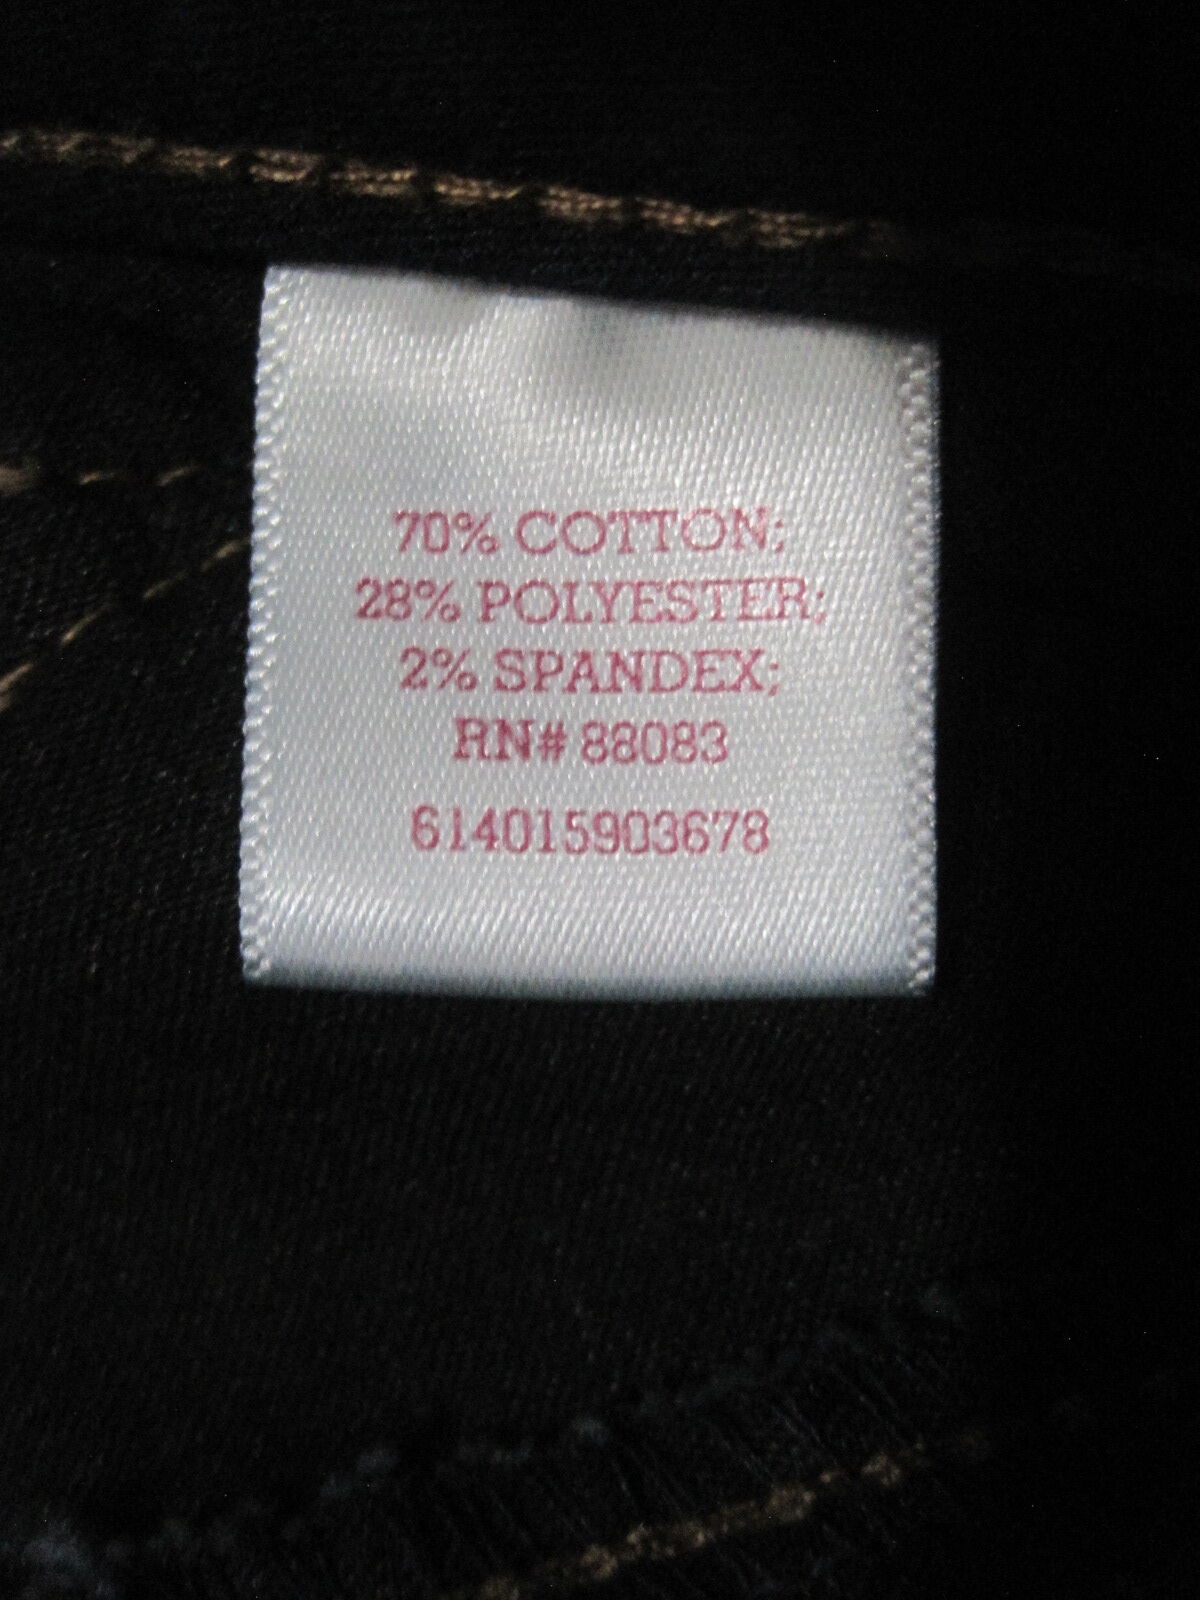 70% COTTON;
28% POLYESTER;
2% SPANDEX;
RN# 88083
614015903678